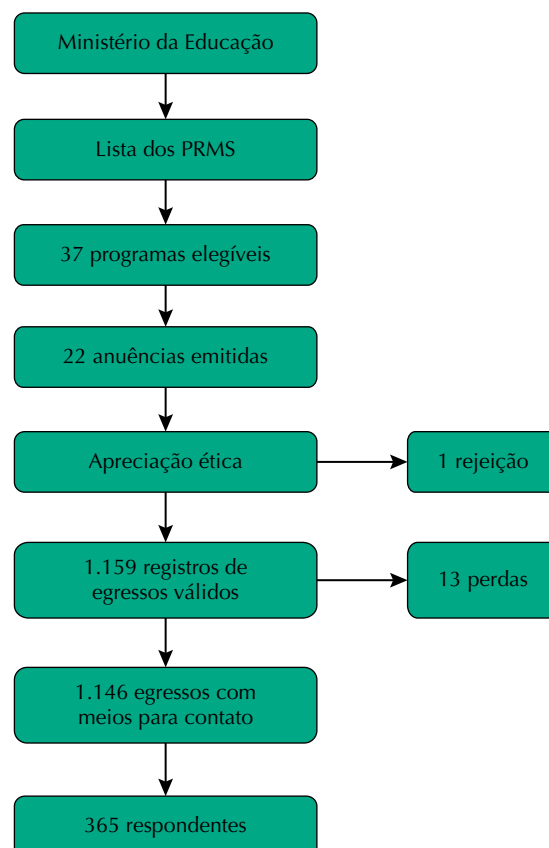 Ministério da Educação
Lista dos PRMS
37 programas elegíveis
22 anuências emitidas
Apreciação ética
1 rejeição
1.159 registros de
egressos válidos
13 perdas
1.146 egressos com
meios para contato
365 respondentes